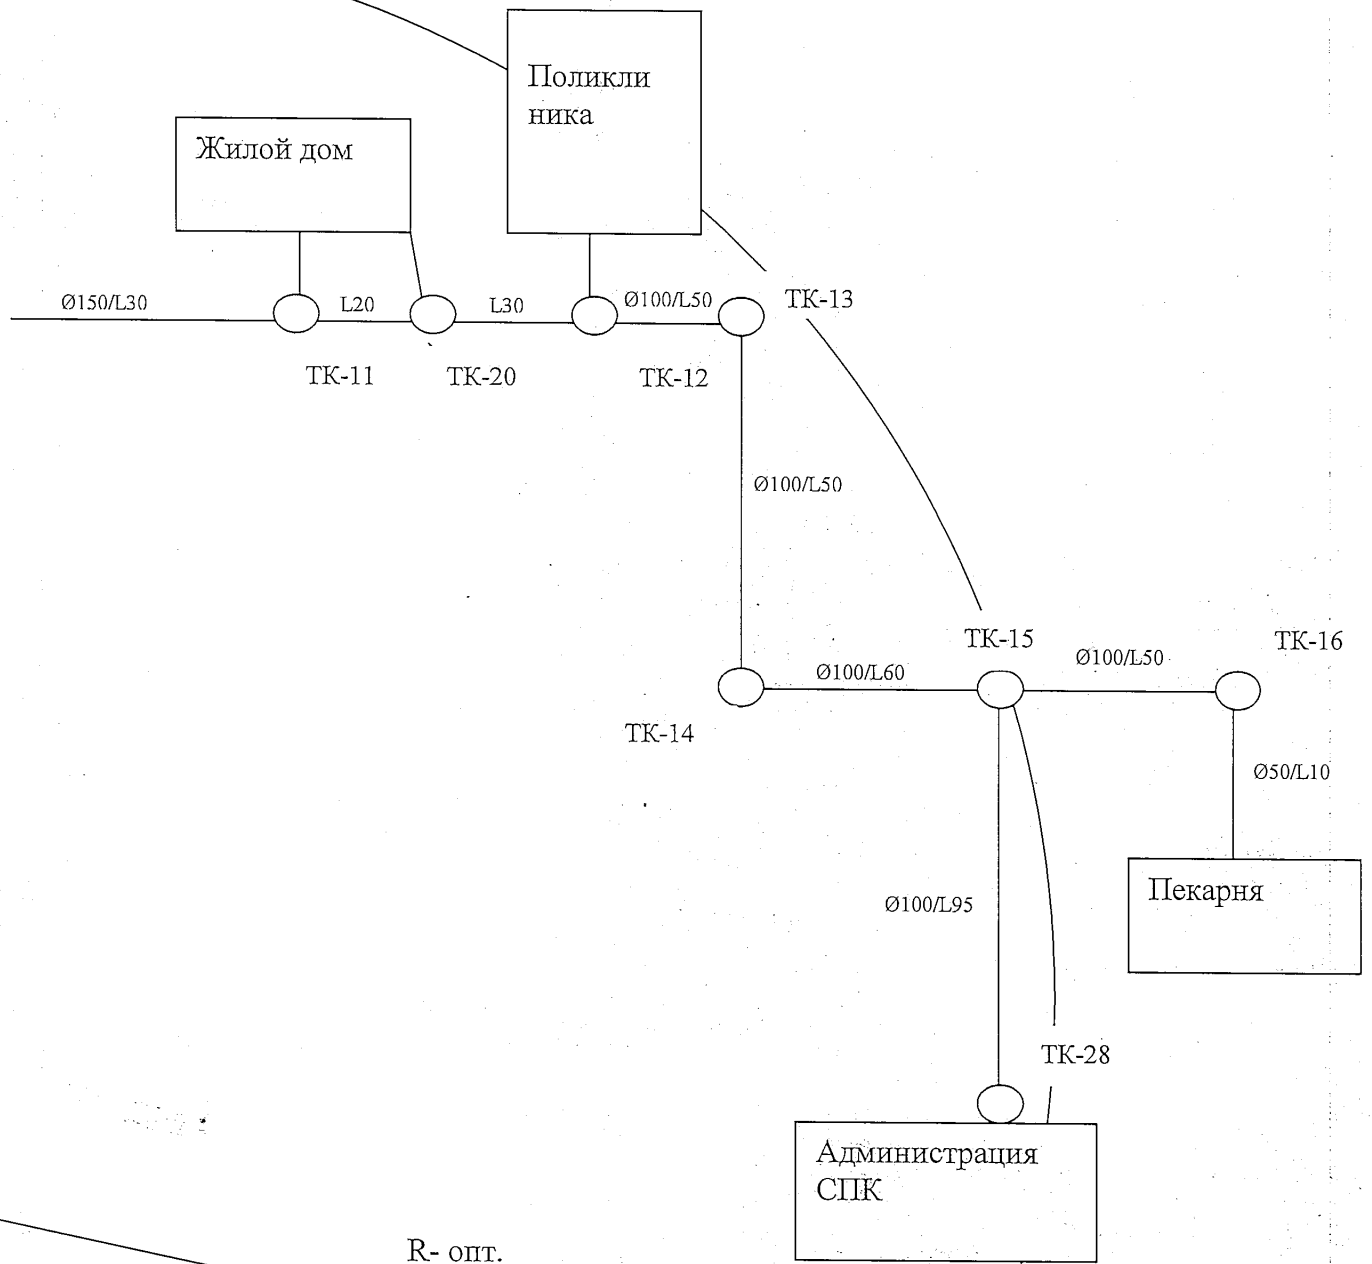 Поликли
ника
Жилой дом
Ø150/L30
L20
L30
Ø100/L50
ТК-13
ТК-11
ТК-20
ТК-12
Ø100/L50
ТК-15
ТК-16
Ø100/L60
Ø100/L50
ТК-14
Ø50/L10
Пекарня
Ø100/L95
ТК-28
Администрация
СПК
R- опт.